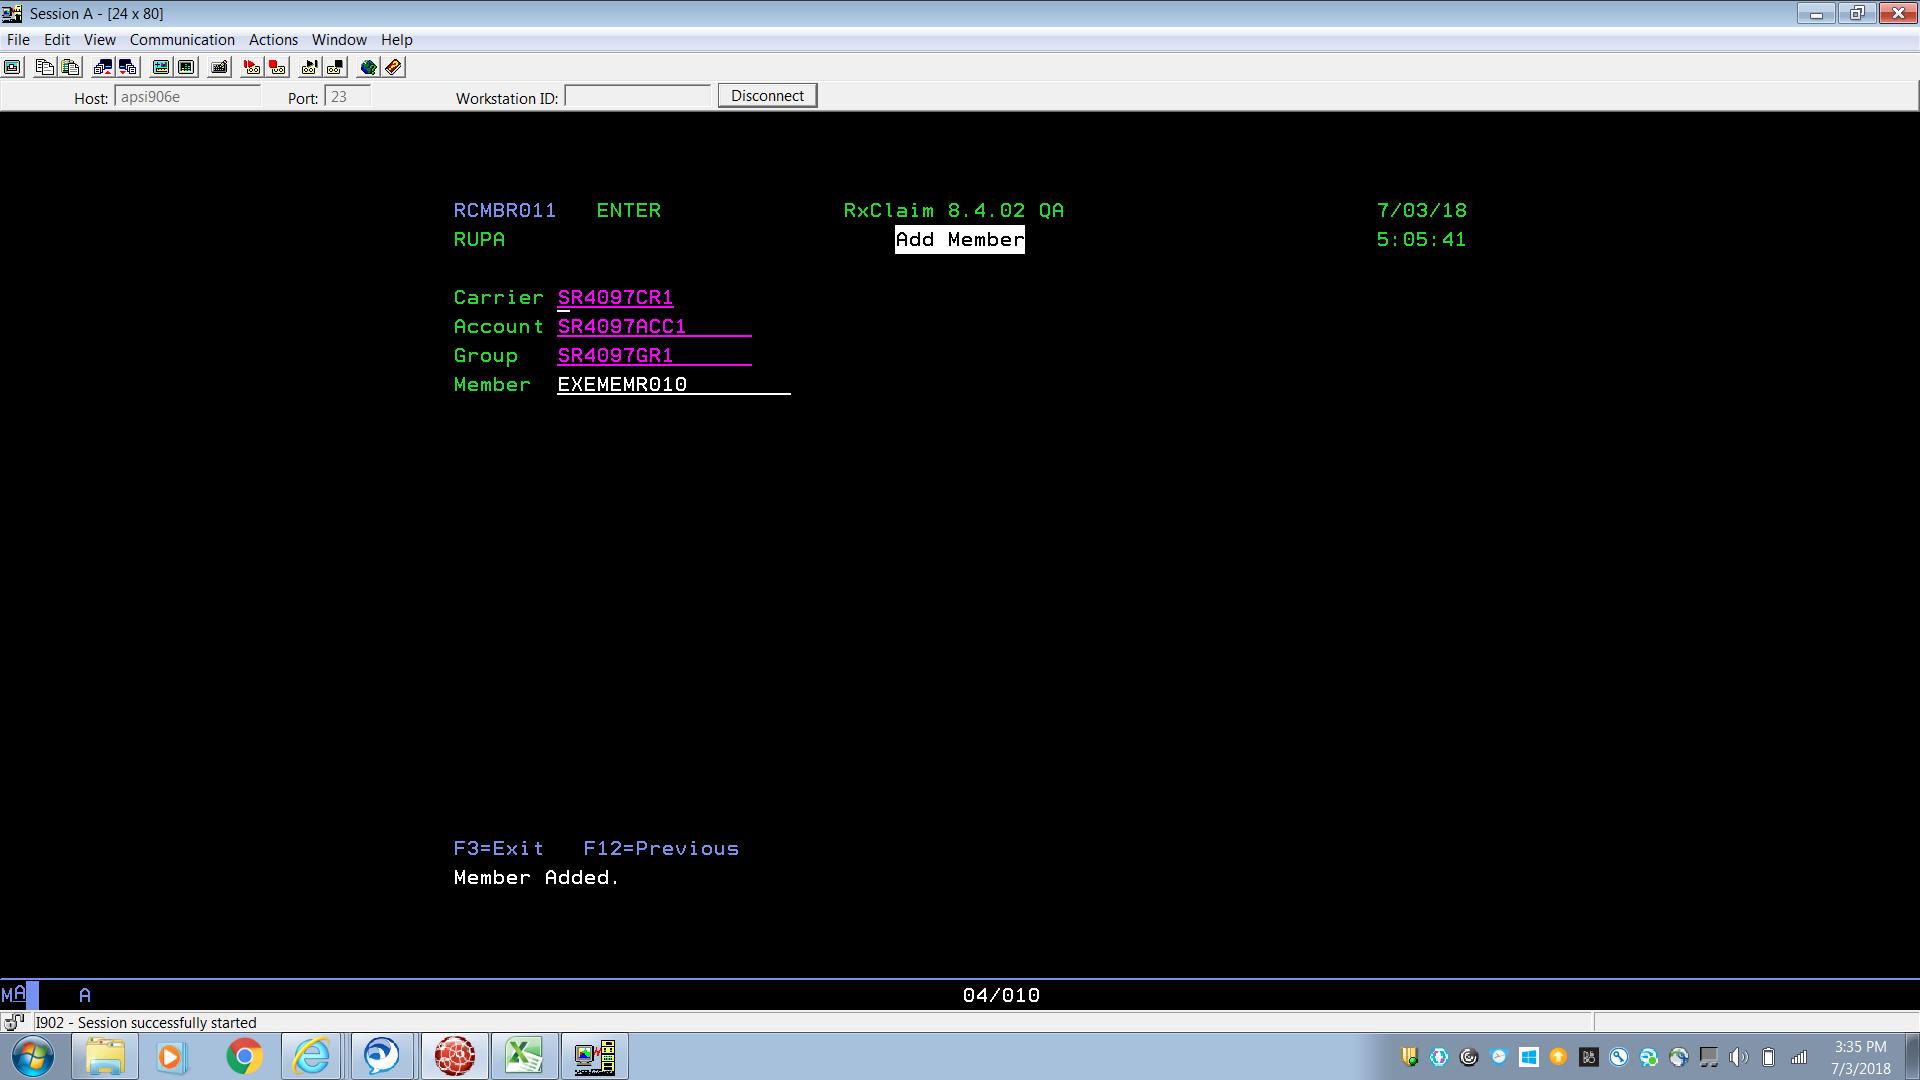 Session A - [24 x 80]
File Edit View Communication Actions Window Help
Host: apsi906e Port: 23 Workstation ID: Disconnect
RCMBR011 ENTER RxClaim 8.4.02 QA 7/03/18
RUPA Add Member 5:05:41
Carrier SR4097CR1
Account SR4097ACC1
Group SR4097GR1
Member EXEMEMR010
F3=Exit F12=Previous
Member Added.
MA A 04/010
I902 - Session successfully started
3:35 PM
7/3/2018